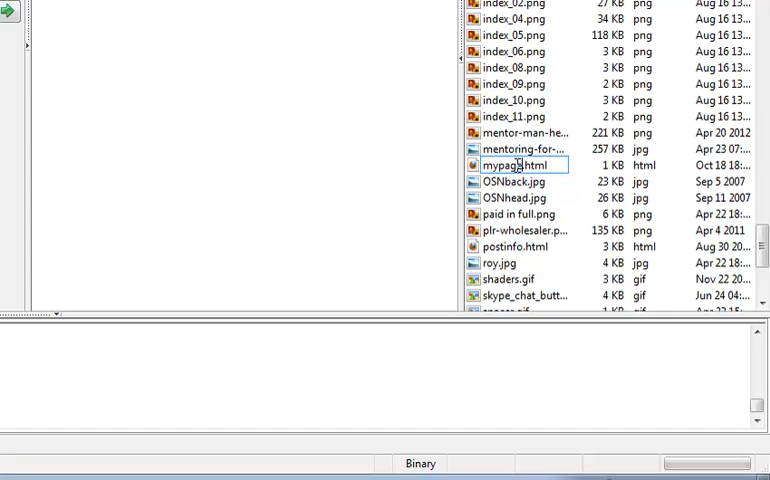 index_02.png 27 KB png Aug 16 13...
index_04.png 34 KB png Aug 16 13...
index_05.png 118 KB png Aug 16 13...
index_06.png 3 KB png Aug 16 13...
index_08.png 3 KB png Aug 16 13...
index_09.png 2 KB png Aug 16 13...
index_10.png 3 KB png Aug 16 13...
index_11.png 2 KB png Aug 16 13...
mentor-man-he... 221 KB png Apr 20 2012
mentoring-for-... 257 KB jpg Apr 23 07:...
mypage.html 1 KB html Oct 18 18:...
OSNback.jpg 23 KB jpg Sep 5 2007
OSNhead.jpg 26 KB jpg Sep 11 2007
paid in full.png 6 KB png Apr 22 18:...
plr-wholesaler.p... 135 KB png Apr 4 2011
postinfo.html 3 KB html Aug 30 20...
roy.jpg 4 KB jpg Apr 22 18:...
shaders.gif 3 KB gif Nov 22 20...
skype_chat_butt... 4 KB gif Jun 24 04:...
1 KB gif Apr 22 15:...
Binary